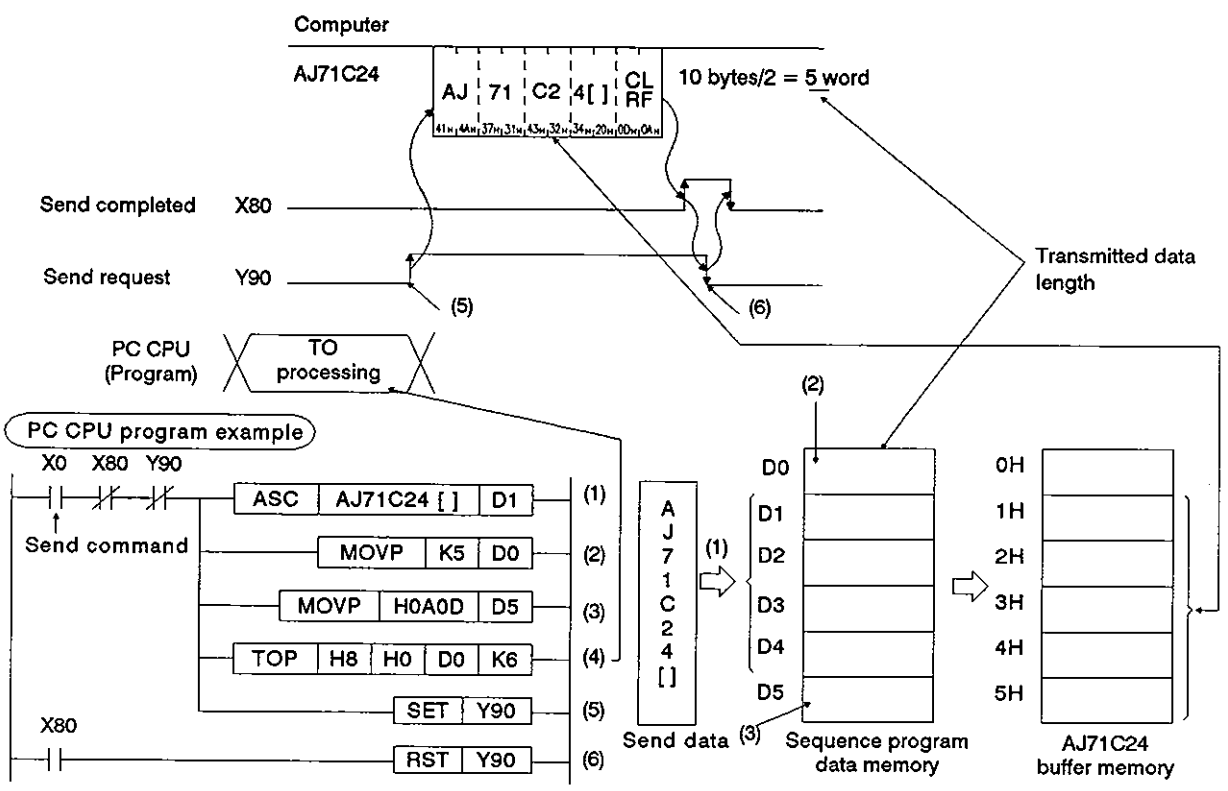 Computer
AJ71C24
AJ 71 C2 4[ ] CL RF
41H 4AH 37H 31H 43H 32H 34H 20H 0DH 0AH
10 bytes/2 = 5 word
Send completed X80
Send request Y90
(5)
(6)
Transmitted data
length
PC CPU
(Program)
TO
processing
PC CPU program example
X0 X80 Y90
Send command
ASC AJ71C24 [ ] D1 (1)
MOVP K5 D0 (2)
MOVP H0A0D D5 (3)
TOP H8 H0 D0 K6 (4)
SET Y90 (5)
X80
RST Y90 (6)
A
J
7
1
C
2
4
[ ]
Send data
(1)
(2)
D0
D1
D2
D3
D4
D5
(3)
Sequence program
data memory
0H
1H
2H
3H
4H
5H
AJ71C24
buffer memory